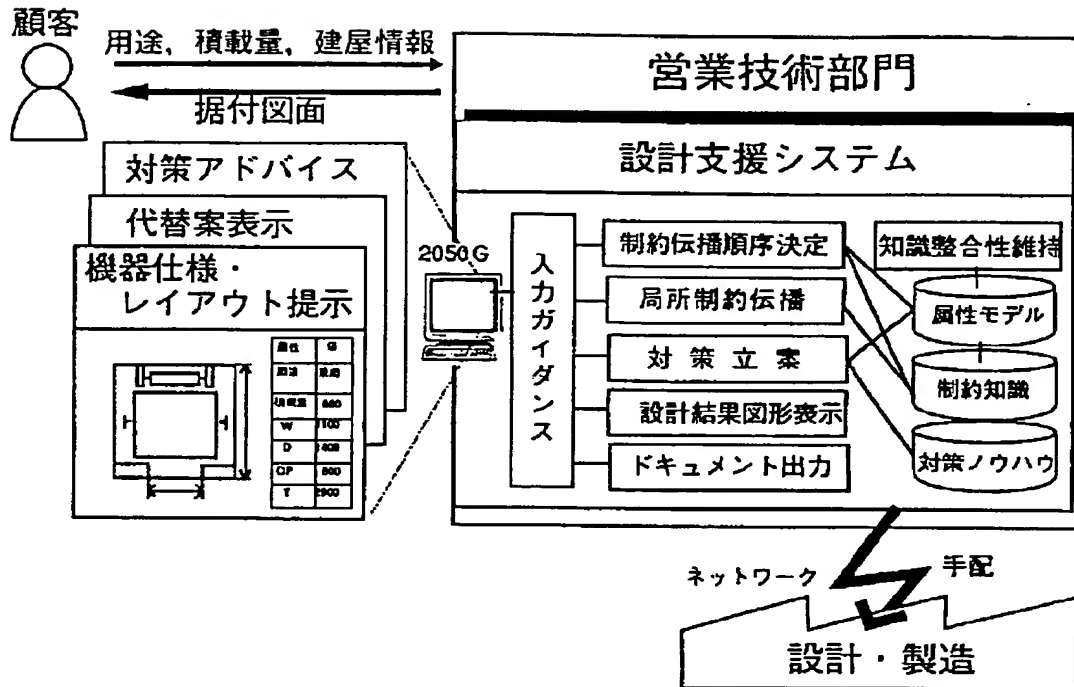 顧客
用途，積載量，建屋情報
据付図面
営業技術部門
設計支援システム
対策アドバイス
代替案表示
機器仕様・
レイアウト提示
2050G
入力ガイダンス
制約伝播順序決定
局所制約伝播
対策立案
設計結果図形表示
ドキュメント出力
知識整合性維持
属性モデル
制約知識
対策ノウハウ
W
D
T
ネットワーク
手配
設計・製造